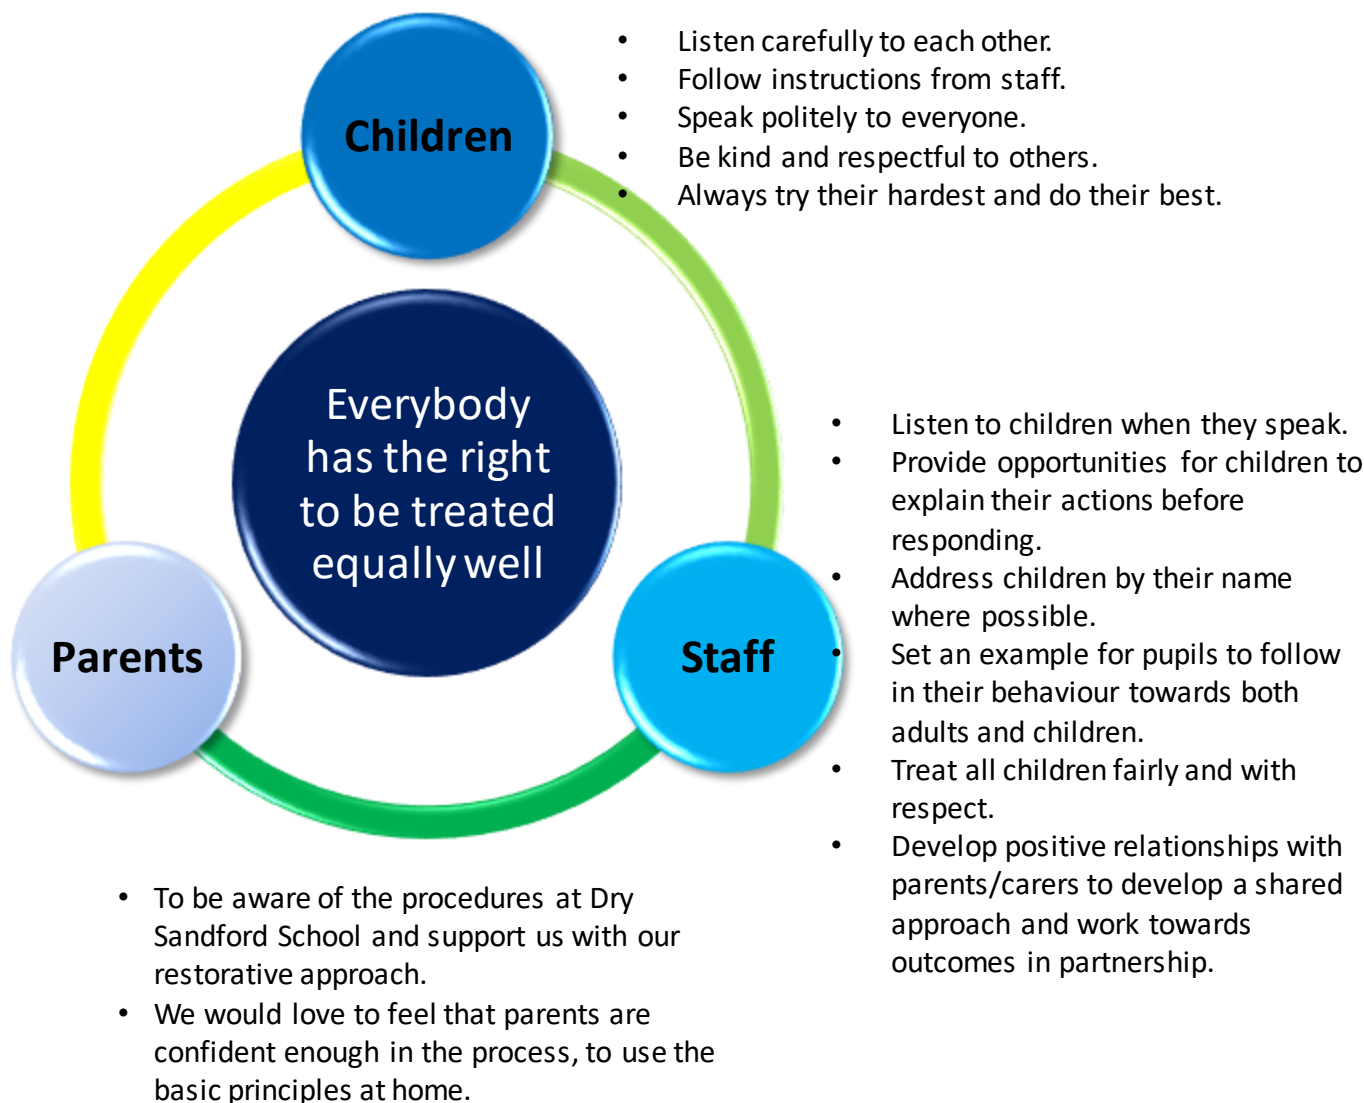 Children
• Listen carefully to each other.
• Follow instructions from staff.
• Speak politely to everyone.
• Be kind and respectful to others.
• Always try their hardest and do their best.
Everybody
has the right
to be treated
equally well
Staff
• Listen to children when they speak.
• Provide opportunities for children to
explain their actions before
responding.
• Address children by their name
where possible.
• Set an example for pupils to follow
in their behaviour towards both
adults and children.
• Treat all children fairly and with
respect.
• Develop positive relationships with
parents/carers to develop a shared
approach and work towards
outcomes in partnership.
Parents
• To be aware of the procedures at Dry
Sandford School and support us with our
restorative approach.
• We would love to feel that parents are
confident enough in the process, to use the
basic principles at home.